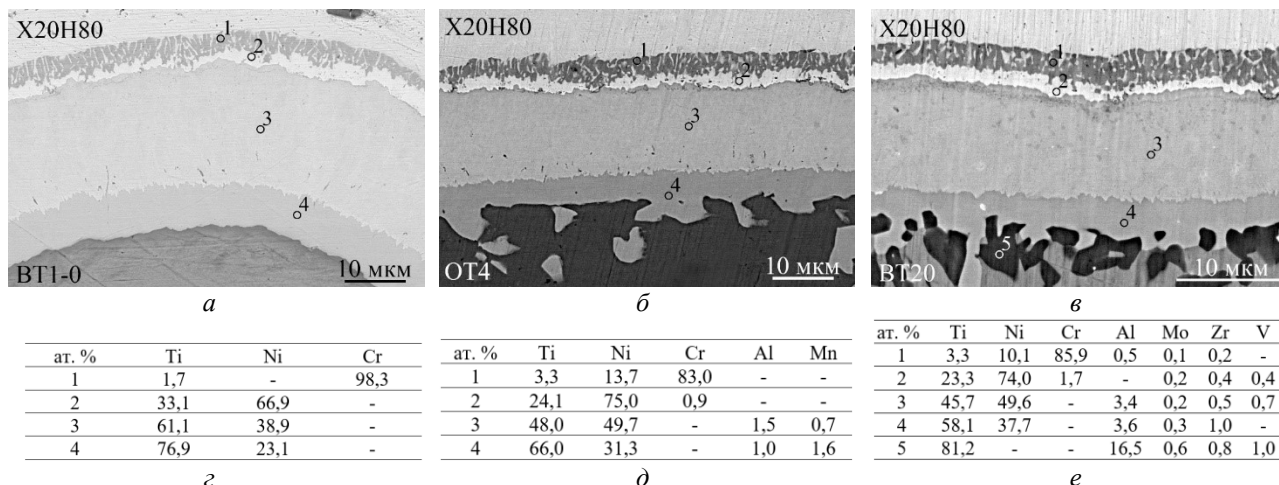 Х20Н80
1
2
3
4
ВТ1-0
10 мкм
Х20Н80
1
2
3
4
ОТ4
10 мкм
Х20Н80
1
2
3
4
5
ВТ20
10 мкм
а
б
в
ат. % Ti Ni Cr
1 1,7 - 98,3
2 33,1 66,9 -
3 61,1 38,9 -
4 76,9 23,1 -
г
ат. % Ti Ni Cr Al Mn
1 3,3 13,7 83,0 - -
2 24,1 75,0 0,9 - -
3 48,0 49,7 - 1,5 0,7
4 66,0 31,3 - 1,0 1,6
д
ат. % Ti Ni Cr Al Mo Zr V
1 3,3 10,1 85,9 0,5 0,1 0,2 -
2 23,3 74,0 1,7 - 0,2 0,4 0,4
3 45,7 49,6 - 3,4 0,2 0,5 0,7
4 58,1 37,7 - 3,6 0,3 1,0 -
5 81,2 - - 16,5 0,6 0,8 1,0
е